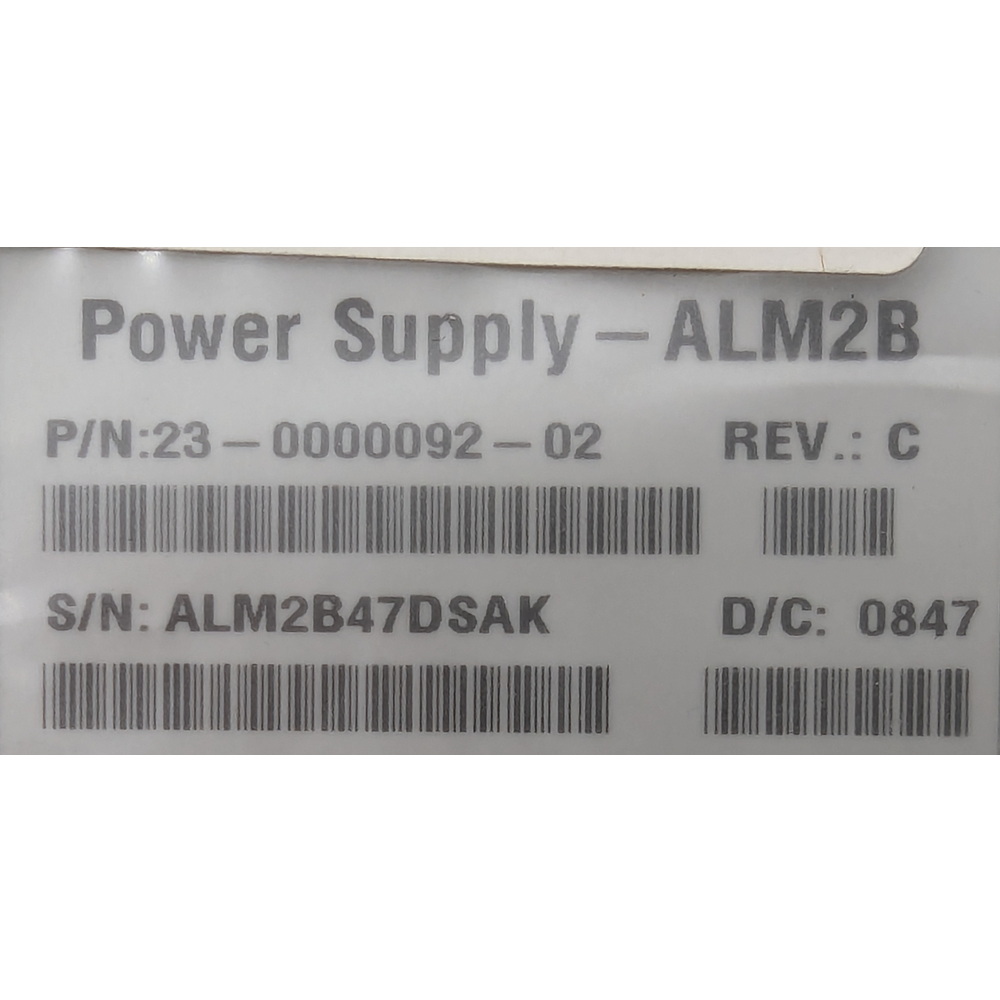 Power Supply – ALM2B
P/N:23-0000092-02 REV.: C
S/N: ALM2B47DSAK D/C: 0847